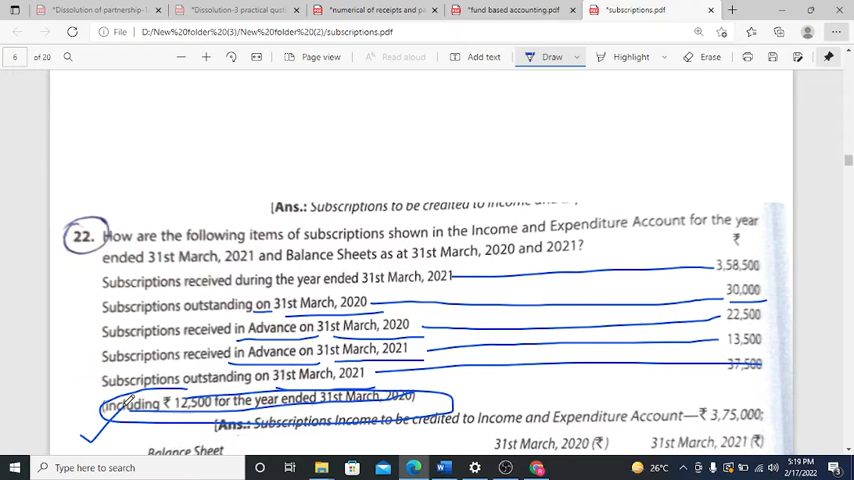 *Dissolution of partnership-1
*Dissolution-3 practical quest
*numerical of receipts and pa
*fund based accounting.pdf
*subscriptions.pdf
File D:/New%20folder%20(3)/New%20folder%20(2)/subscriptions.pdf
6 of 20 Page view Read aloud Add text Draw Highlight Erase
[Ans.: Subscriptions to be credited to Income and
22. How are the following items of subscriptions shown in the Income and Expenditure Account for the year
ended 31st March, 2021 and Balance Sheets as at 31st March, 2020 and 2021? ₹
Subscriptions received during the year ended 31st March, 2021 3,58,500
Subscriptions outstanding on 31st March, 2020 30,000
Subscriptions received in Advance on 31st March, 2020 22,500
Subscriptions received in Advance on 31st March, 2021 13,500
Subscriptions outstanding on 31st March, 2021 37,500
(including ₹ 12,500 for the year ended 31st March, 2020)
[Ans.: Subscriptions Income to be credited to Income and Expenditure Account—₹ 3,75,000;
Balance Sheet 31st March, 2020 (₹) 31st March, 2021 (₹)
Type here to search
26°C
5:19 PM
2/17/2022